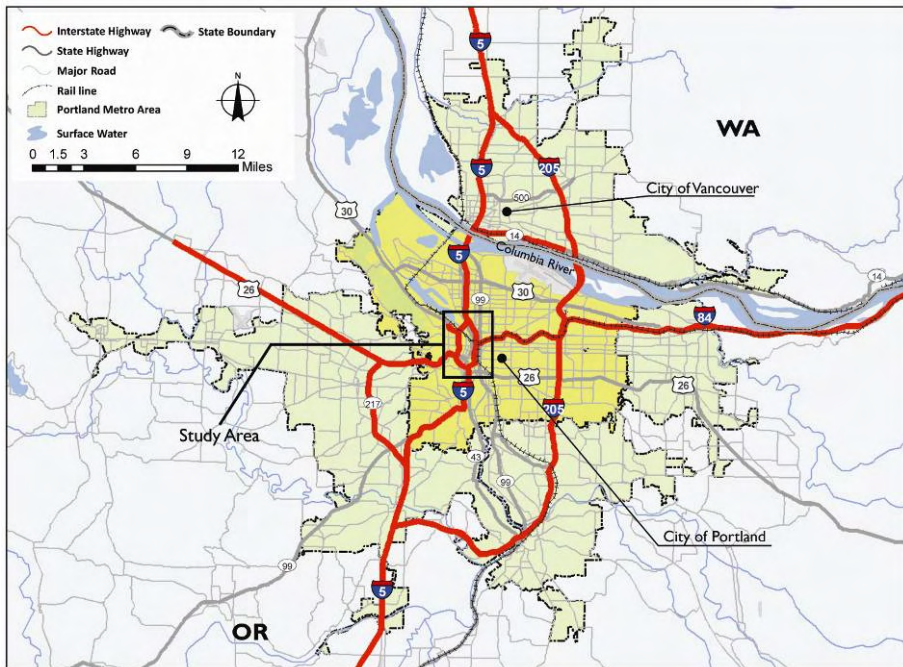 Interstate Highway
State Boundary
State Highway
Major Road
Rail line
Portland Metro Area
Surface Water
N
0 1.5 3 6 9 12
Miles
5
WA
5
205
500
City of Vancouver
30
14
Columbia River
5
14
26
99
30
84
26
26
217
5
205
Study Area
43
99
City of Portland
99
5
OR